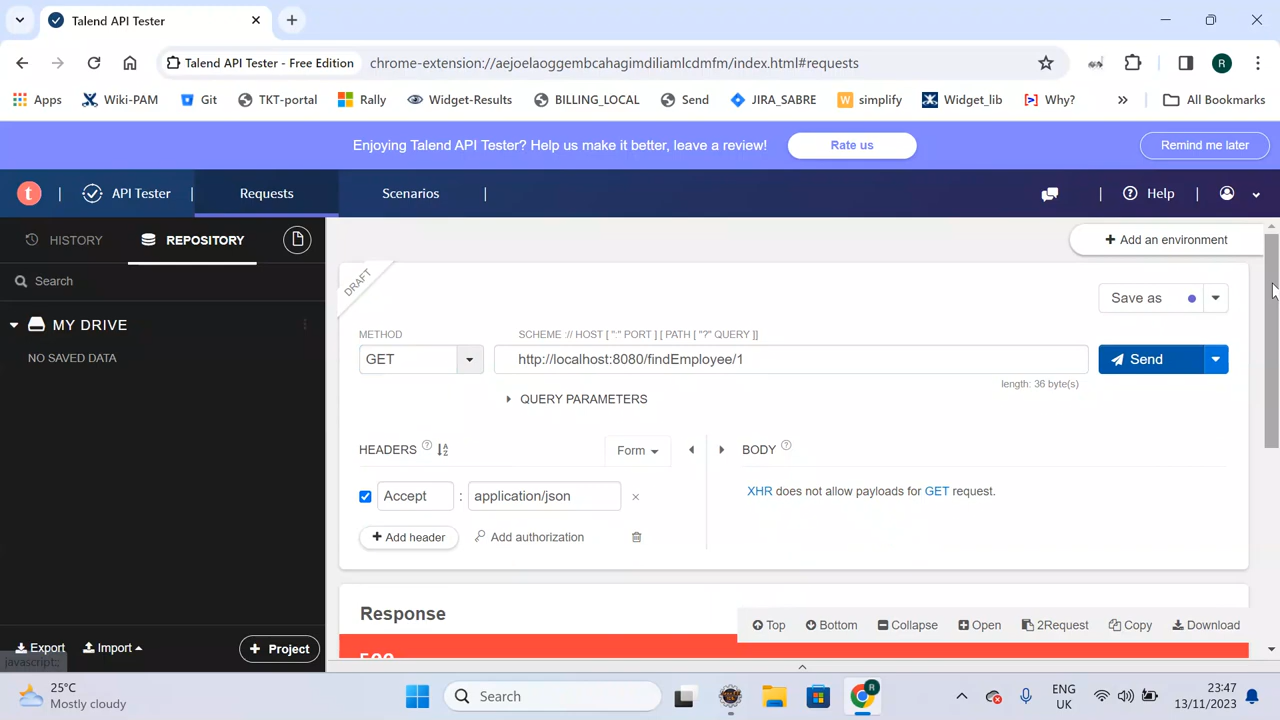 Talend API Tester
Talend API Tester - Free Edition
chrome-extension://aejoelaoggembcahagimdiliamlcdmfm/index.html#requests
R
Apps
Wiki-PAM
Git
TKT-portal
Rally
Widget-Results
BILLING_LOCAL
Send
JIRA_SABRE
W simplify
Widget_lib
Why?
»
All Bookmarks
Enjoying Talend API Tester? Help us make it better, leave a review!
Rate us
Remind me later
t
API Tester
Requests
Scenarios
Help
HISTORY
REPOSITORY
+ Add an environment
Search
DRAFT
Save as
MY DRIVE
NO SAVED DATA
METHOD
SCHEME :// HOST [ ":" PORT ] [ PATH [ "?" QUERY ]]
GET
http://localhost:8080/findEmployee/1
Send
length: 36 byte(s)
QUERY PARAMETERS
HEADERS ?
Form
BODY ?
Accept : application/json ×
XHR does not allow payloads for GET request.
+ Add header
Add authorization
Response
Top
Bottom
Collapse
Open
2Request
Copy
Download
Export
Import
+ Project
javascript:;
25°C
Mostly cloudy
Search
R
ENG
UK
23:47
13/11/2023